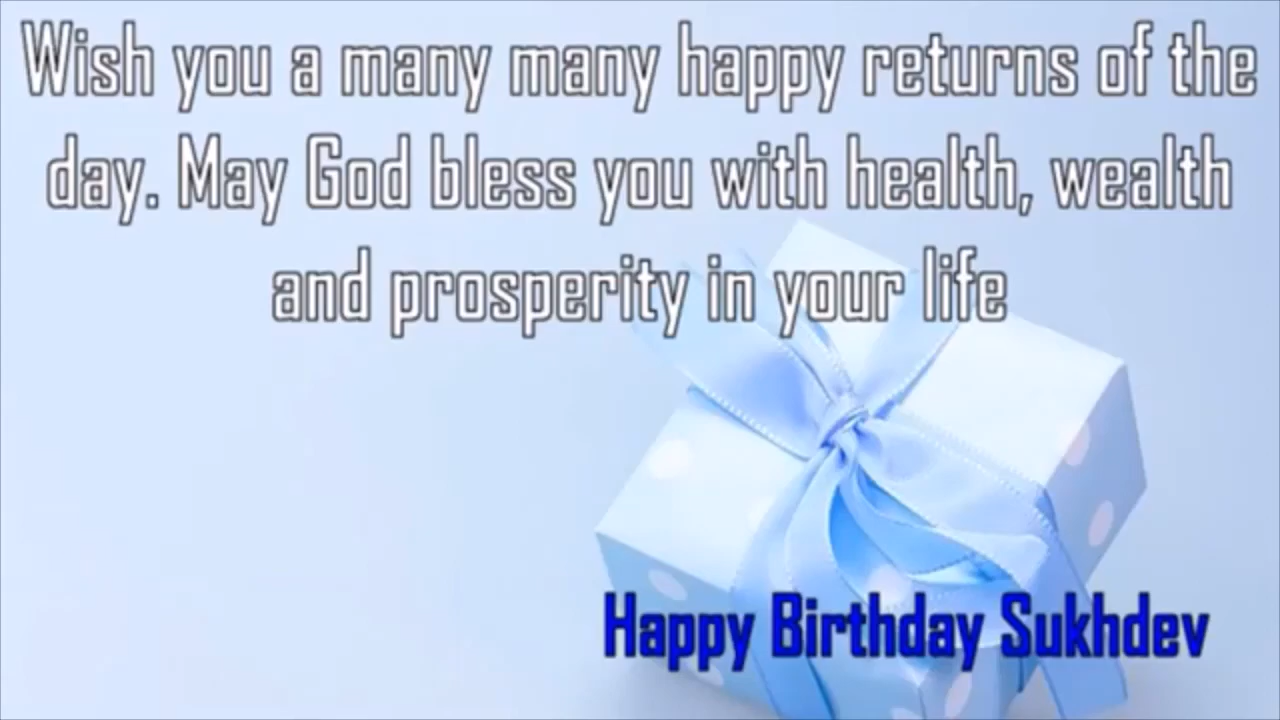 Wish you a many many happy returns of the
day. May God bless you with health, wealth
and prosperity in your life
Happy Birthday Sukhdev